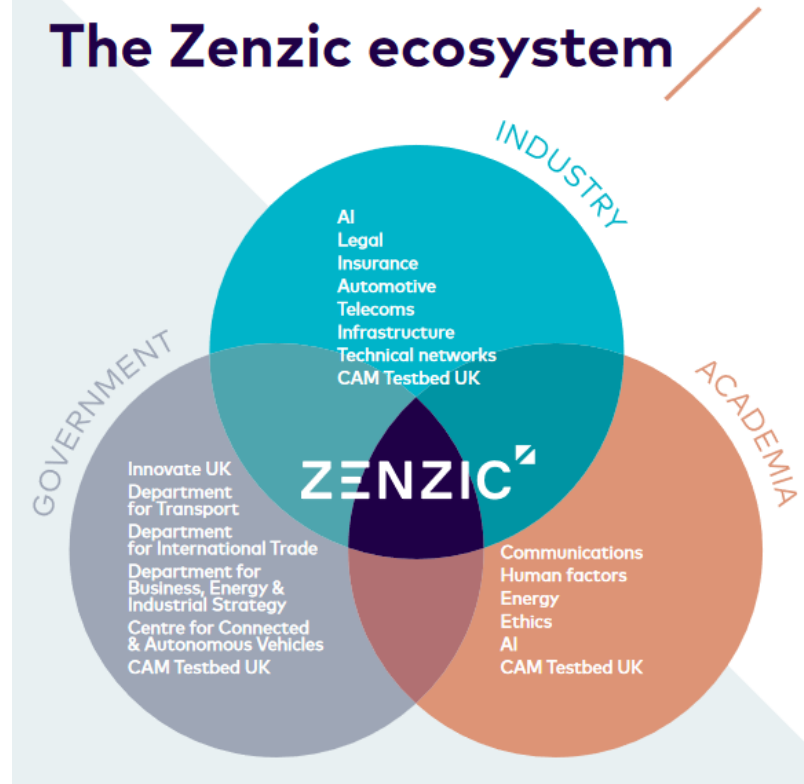 The Zenzic ecosystem
INDUSTRY
AI
Legal
Insurance
Automotive
Telecoms
Infrastructure
Technical networks
CAM Testbed UK
GOVERNMENT
Innovate UK
Department
for Transport
Department
for International Trade
Department for
Business, Energy &
Industrial Strategy
Centre for Connected
& Autonomous Vehicles
CAM Testbed UK
ZENZIC
ACADEMIA
Communications
Human factors
Energy
Ethics
AI
CAM Testbed UK